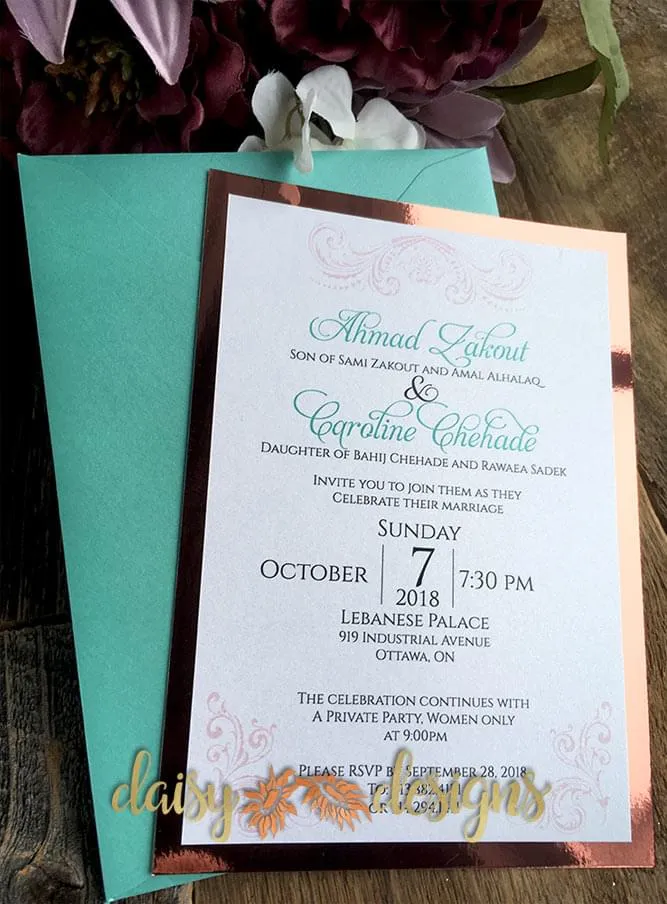 Ahmad Zakout
Son of Sami Zakout and Amal Alhalaq
&
Caroline Chehade
Daughter of Bahij Chehade and Rawaea Sadek
Invite you to join them as they
Celebrate their marriage
Sunday
October 7 7:30 PM
2018
Lebanese Palace
919 Industrial Avenue
Ottawa, ON
The celebration continues with
A Private Party, Women only
at 9:00pm
Please RSVP by September 28, 2018
daisy designs